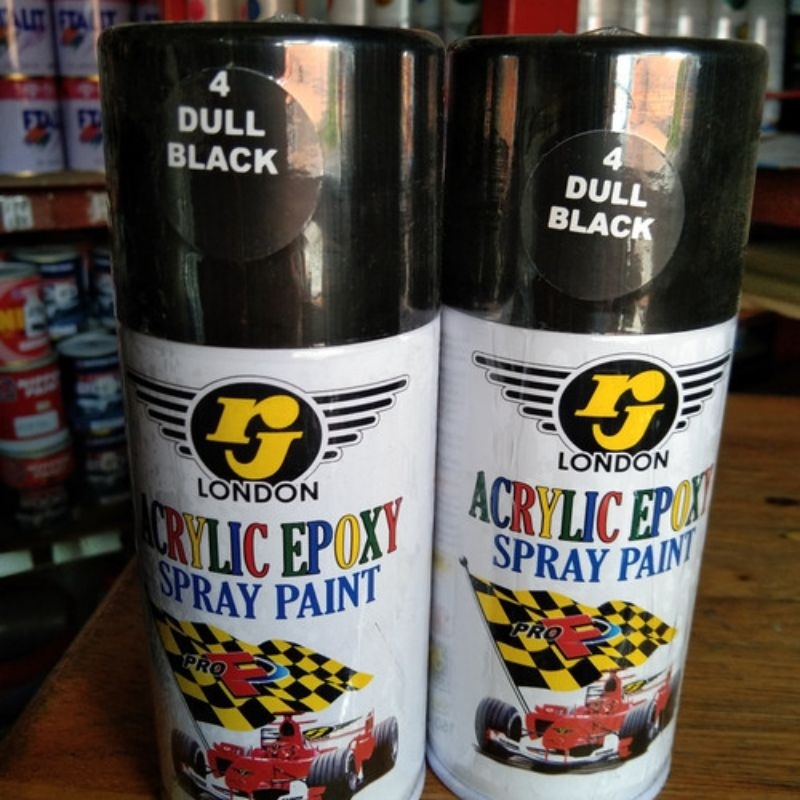 4
DULL
BLACK
rj
LONDON
ACRYLIC EPOXY
SPRAY PAINT
PRO
4
DULL
BLACK
rj
LONDON
ACRYLIC EPOXY
SPRAY PAINT
PRO